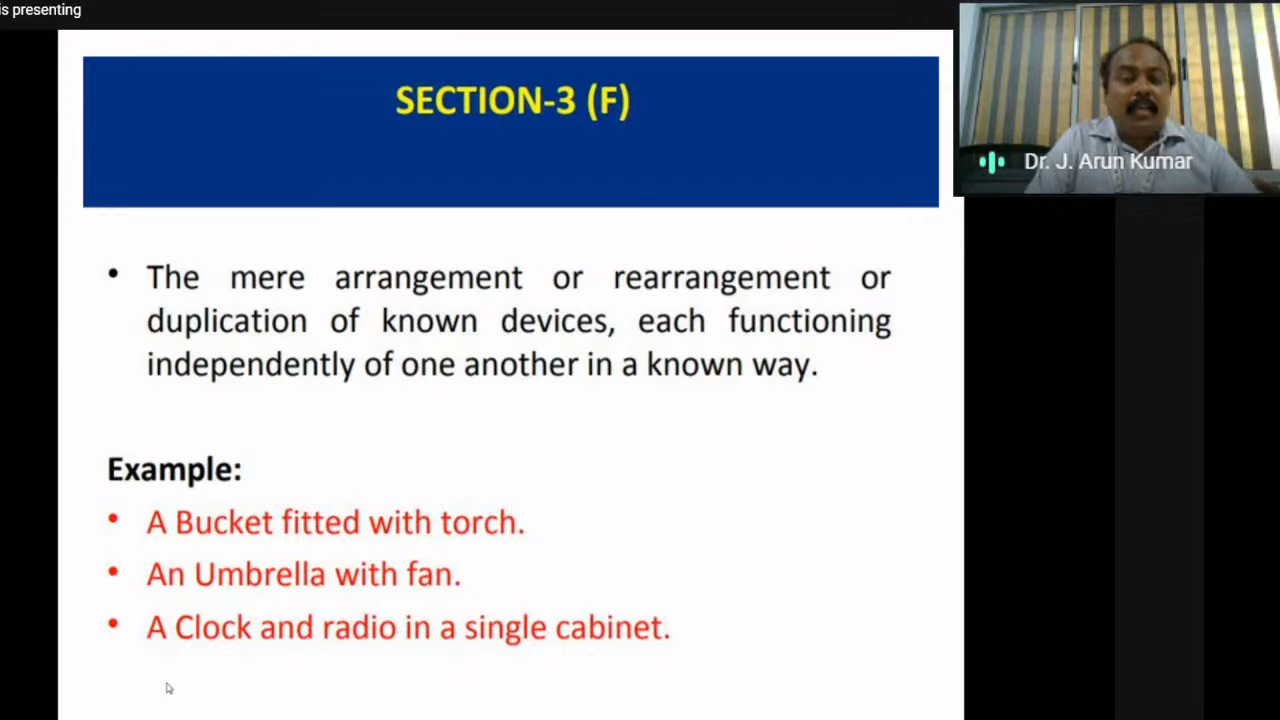 is presenting
SECTION-3 (F)
Dr. J. Arun Kumar
• The mere arrangement or rearrangement or
duplication of known devices, each functioning
independently of one another in a known way.
Example:
• A Bucket fitted with torch.
• An Umbrella with fan.
• A Clock and radio in a single cabinet.